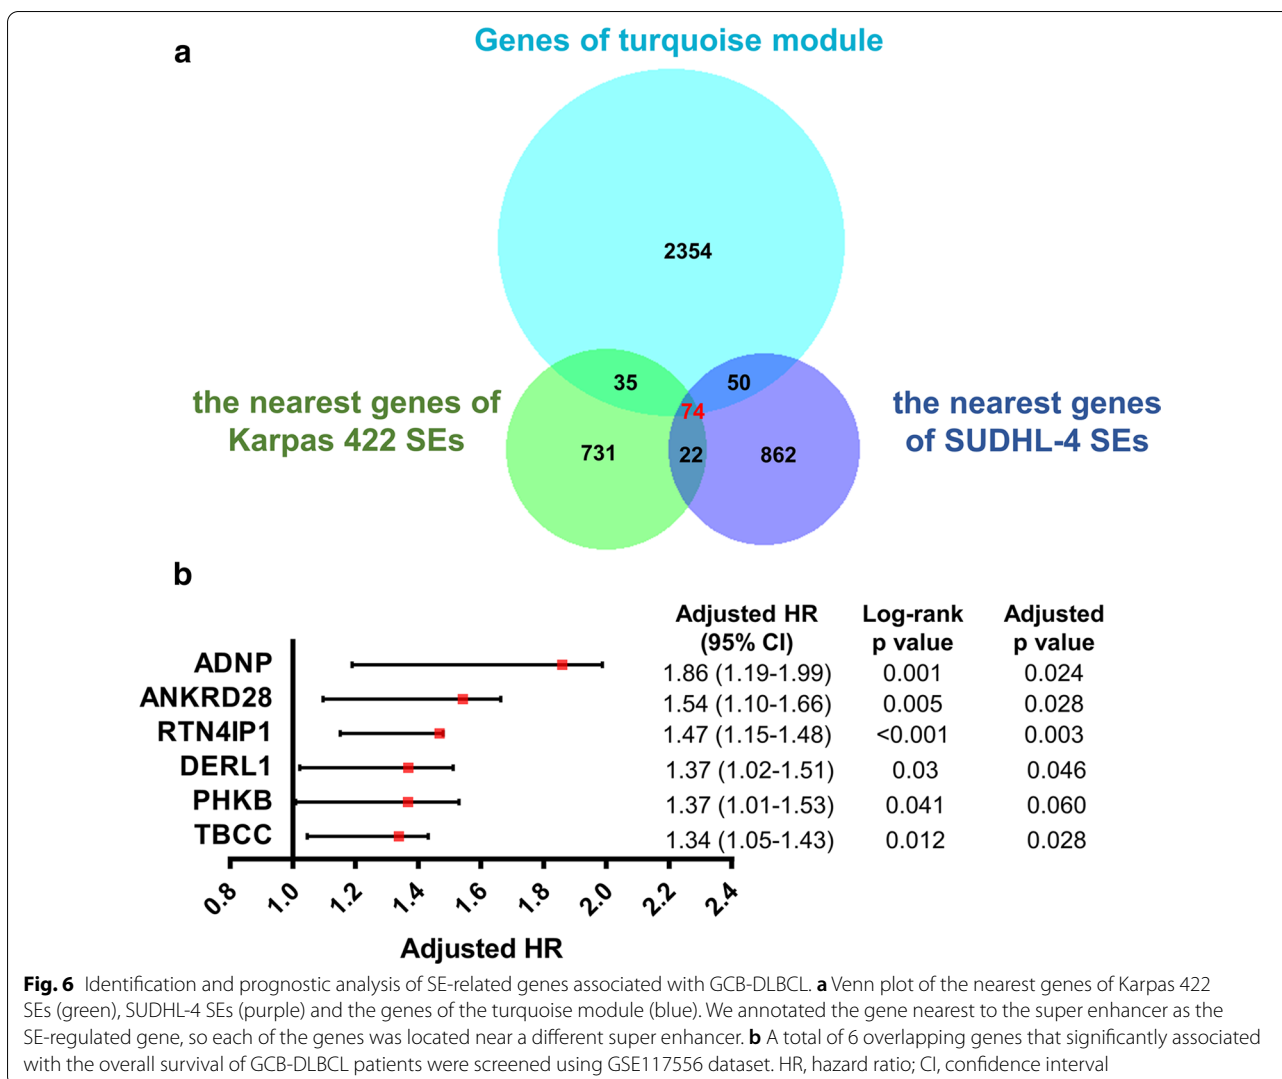 a
Genes of turquoise module
2354
35
50
74
the nearest genes of
Karpas 422 SEs
the nearest genes
of SUDHL-4 SEs
731
22
862
b
Adjusted HR
(95% CI)
Log-rank
p value
Adjusted
p value
ADNP 1.86 (1.19-1.99) 0.001 0.024
ANKRD28 1.54 (1.10-1.66) 0.005 0.028
RTN4IP1 1.47 (1.15-1.48) <0.001 0.003
DERL1 1.37 (1.02-1.51) 0.03 0.046
PHKB 1.37 (1.01-1.53) 0.041 0.060
TBCC 1.34 (1.05-1.43) 0.012 0.028
0.8 1.0 1.2 1.4 1.6 1.8 2.0 2.2 2.4
Adjusted HR
Fig. 6 Identification and prognostic analysis of SE-related genes associated with GCB-DLBCL. a Venn plot of the nearest genes of Karpas 422
SEs (green), SUDHL-4 SEs (purple) and the genes of the turquoise module (blue). We annotated the gene nearest to the super enhancer as the
SE-regulated gene, so each of the genes was located near a different super enhancer. b A total of 6 overlapping genes that significantly associated
with the overall survival of GCB-DLBCL patients were screened using GSE117556 dataset. HR, hazard ratio; CI, confidence interval